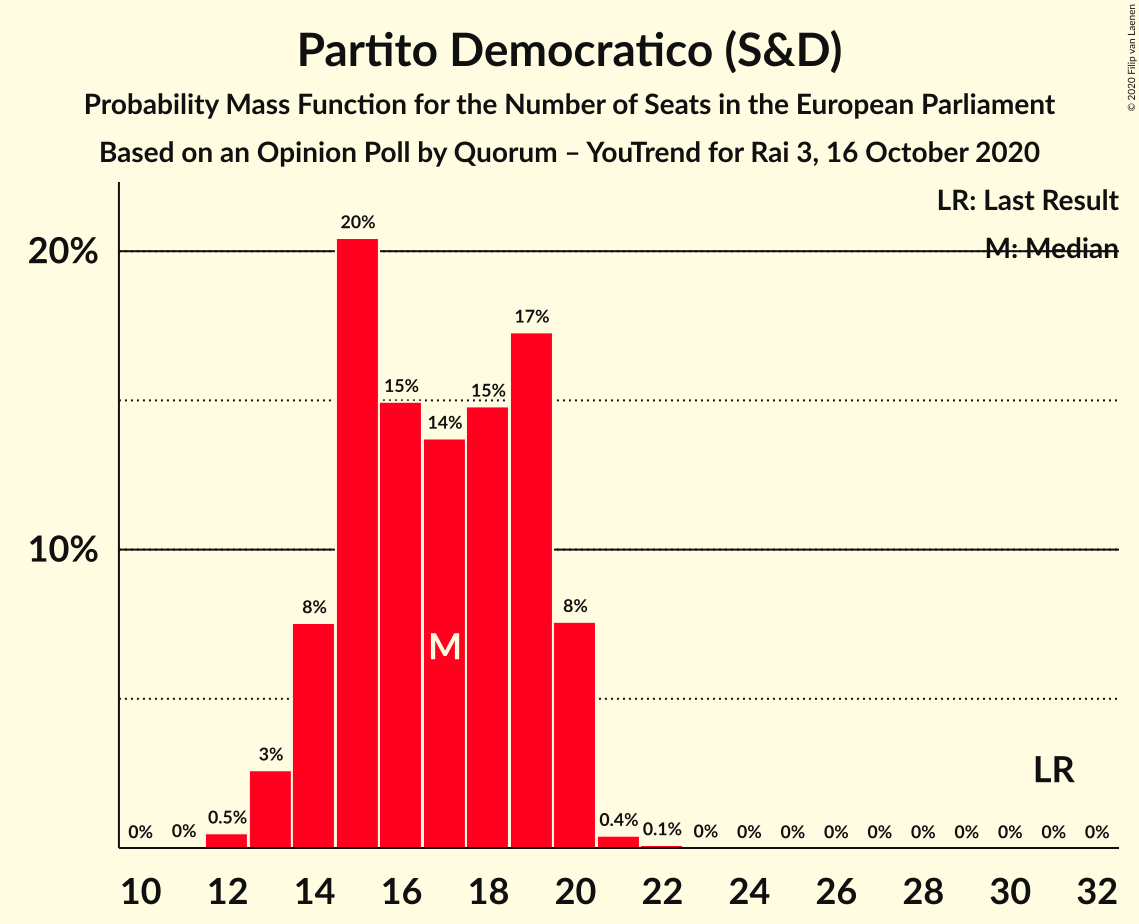 Partito Democratico (S&D)
Probability Mass Function for the Number of Seats in the European Parliament
Based on an Opinion Poll by Quorum – YouTrend for Rai 3, 16 October 2020
© 2020 Filip van Laenen
LR: Last Result
M: Median
20%
10%
0%
0%
0.5%
3%
8%
20%
15%
14%
15%
17%
8%
0.4%
0.1%
0%
0%
0%
0%
0%
0%
0%
0%
0%
0%
M
LR
10 12 14 16 18 20 22 24 26 28 30 32